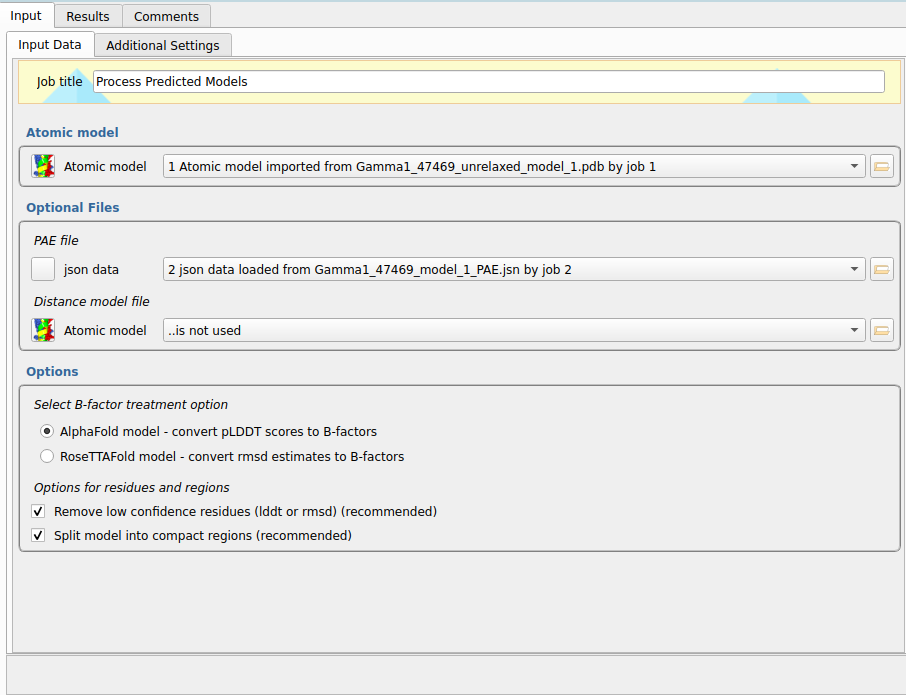 Input Results Comments
Input Data Additional Settings
Job title Process Predicted Models
Atomic model
Atomic model 1 Atomic model imported from Gamma1_47469_unrelaxed_model_1.pdb by job 1
Optional Files
PAE file
json data 2 json data loaded from Gamma1_47469_model_1_PAE.jsn by job 2
Distance model file
Atomic model ..is not used
Options
Select B-factor treatment option
AlphaFold model - convert pLDDT scores to B-factors
RoseTTAFold model - convert rmsd estimates to B-factors
Options for residues and regions
Remove low confidence residues (lddt or rmsd) (recommended)
Split model into compact regions (recommended)